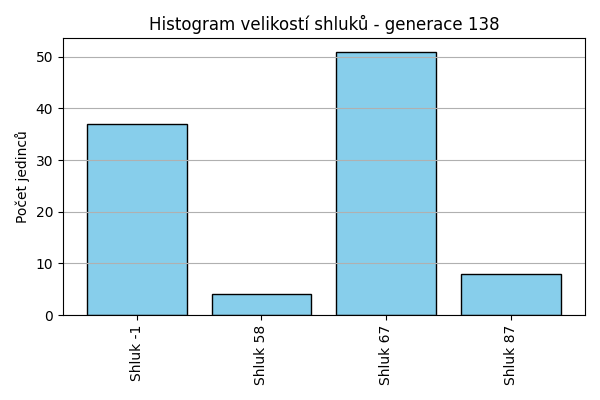 Histogram velikostí shluků - generace 138
Počet jedinců
50
40
30
20
10
0
Shluk -1
Shluk 58
Shluk 67
Shluk 87